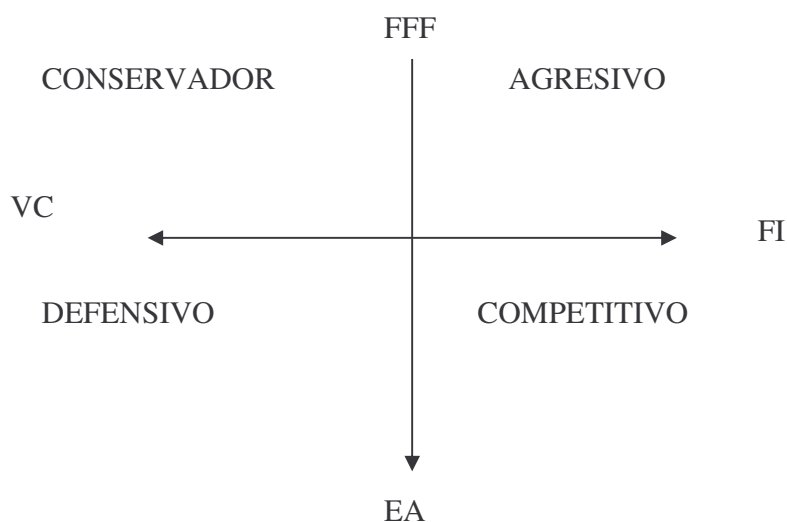 FFF
CONSERVADOR AGRESIVO
VC
FI
DEFENSIVO COMPETITIVO
EA